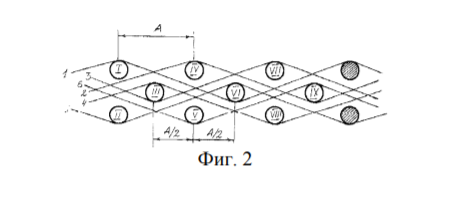 A
I IV VII
1
3
6
2
4
III VI IX
II V VIII
A/2 A/2
Фиг. 2